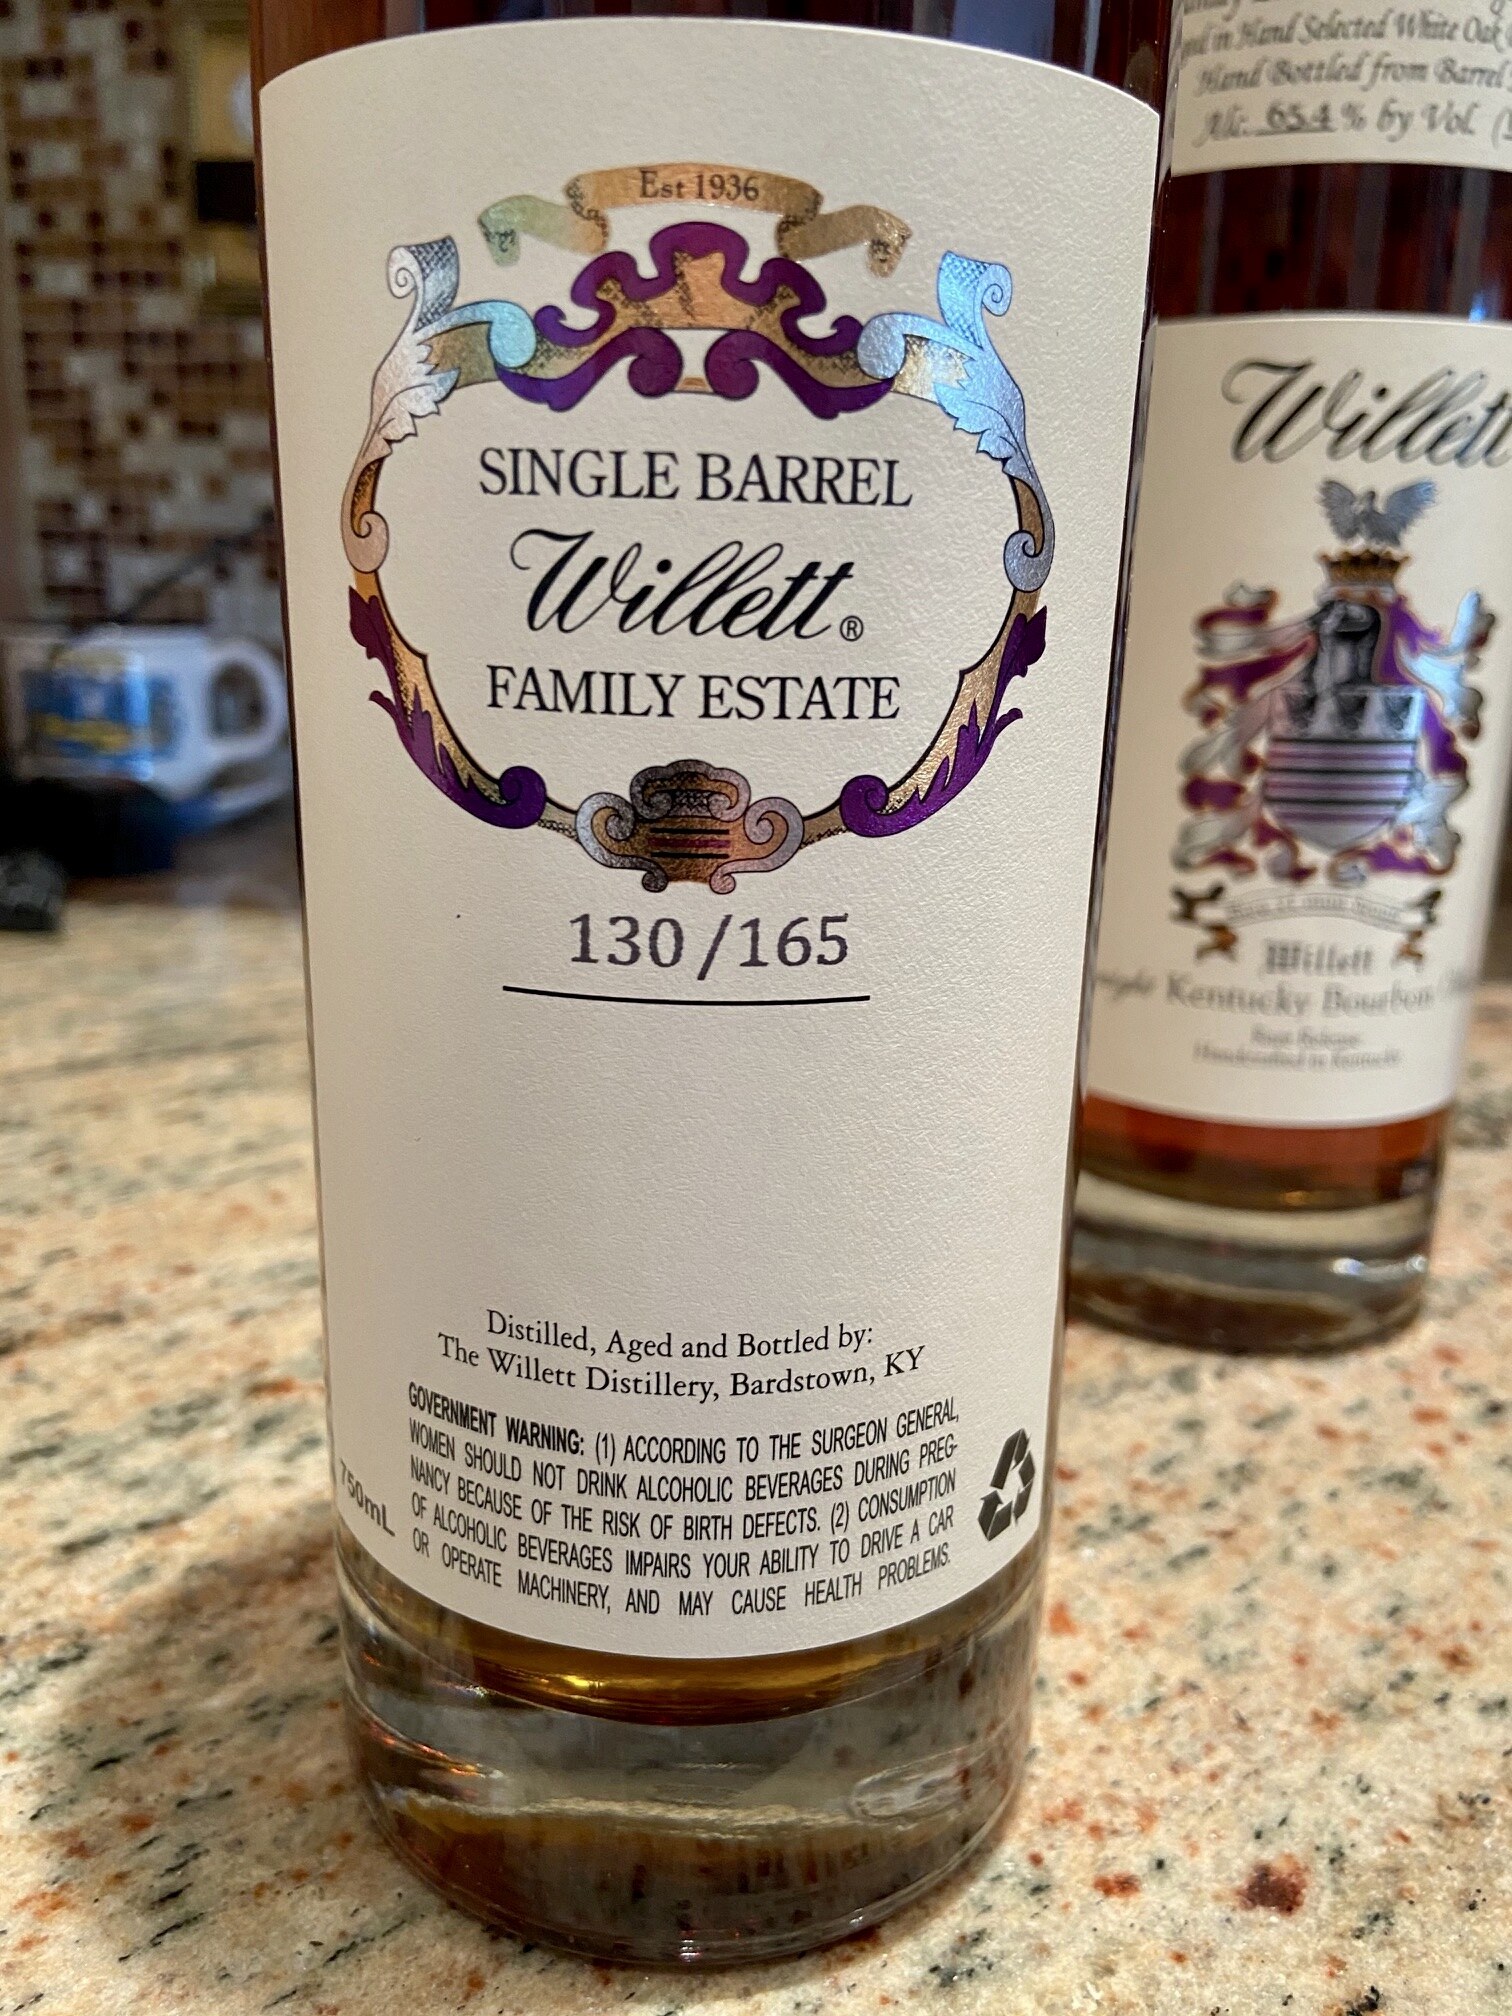 Est 1936
SINGLE BARREL
Willett®
FAMILY ESTATE
130/165
Distilled, Aged and Bottled by:
The Willett Distillery, Bardstown, KY
GOVERNMENT WARNING: (1) ACCORDING TO THE SURGEON GENERAL,
WOMEN SHOULD NOT DRINK ALCOHOLIC BEVERAGES DURING PREG-
NANCY BECAUSE OF THE RISK OF BIRTH DEFECTS. (2) CONSUMPTION
OF ALCOHOLIC BEVERAGES IMPAIRS YOUR ABILITY TO DRIVE A CAR
OR OPERATE MACHINERY, AND MAY CAUSE HEALTH PROBLEMS.
750mL
in Hand Selected White Oak
Hand Bottled from Barrel
Alc. 65.4 % by Vol. (
Willett
Willett
Kentucky Bourbon
Handcrafted in Kentucky